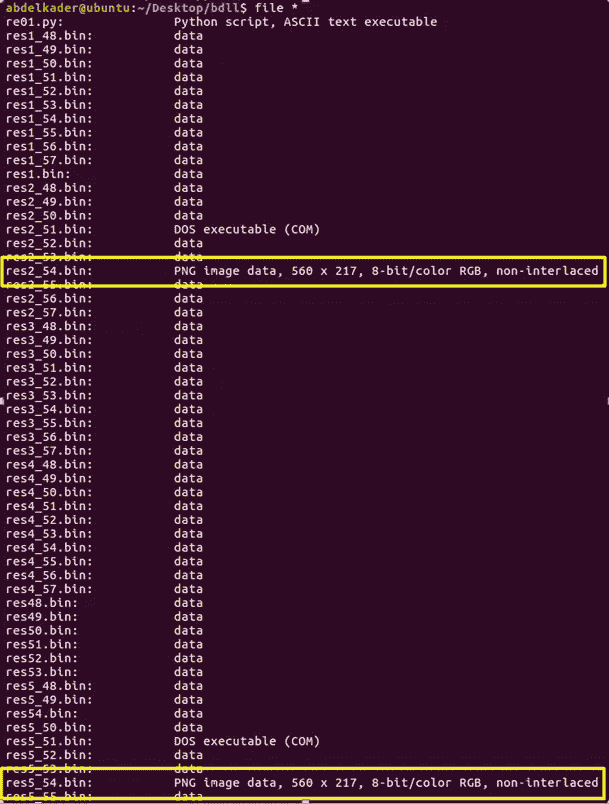 abdelkader@ubuntu:~/Desktop/bdll$ file *
re01.py: Python script, ASCII text executable
res1_48.bin: data
res1_49.bin: data
res1_50.bin: data
res1_51.bin: data
res1_52.bin: data
res1_53.bin: data
res1_54.bin: data
res1_55.bin: data
res1_56.bin: data
res1_57.bin: data
res1.bin: data
res2_48.bin: data
res2_49.bin: data
res2_50.bin: data
res2_51.bin: DOS executable (COM)
res2_52.bin: data
res2_53.bin: data
res2_54.bin: PNG image data, 560 x 217, 8-bit/color RGB, non-interlaced
res2_55.bin: data
res2_56.bin: data
res2_57.bin: data
res3_48.bin: data
res3_49.bin: data
res3_50.bin: data
res3_51.bin: data
res3_52.bin: data
res3_53.bin: data
res3_54.bin: data
res3_55.bin: data
res3_56.bin: data
res3_57.bin: data
res4_48.bin: data
res4_49.bin: data
res4_50.bin: data
res4_51.bin: data
res4_52.bin: data
res4_53.bin: data
res4_54.bin: data
res4_55.bin: data
res4_56.bin: data
res4_57.bin: data
res48.bin: data
res49.bin: data
res50.bin: data
res51.bin: data
res52.bin: data
res53.bin: data
res5_48.bin: data
res5_49.bin: data
res54.bin: data
res5_50.bin: data
res5_51.bin: DOS executable (COM)
res5_52.bin: data
res5_53.bin: data
res5_54.bin: PNG image data, 560 x 217, 8-bit/color RGB, non-interlaced
res5_55.bin: data